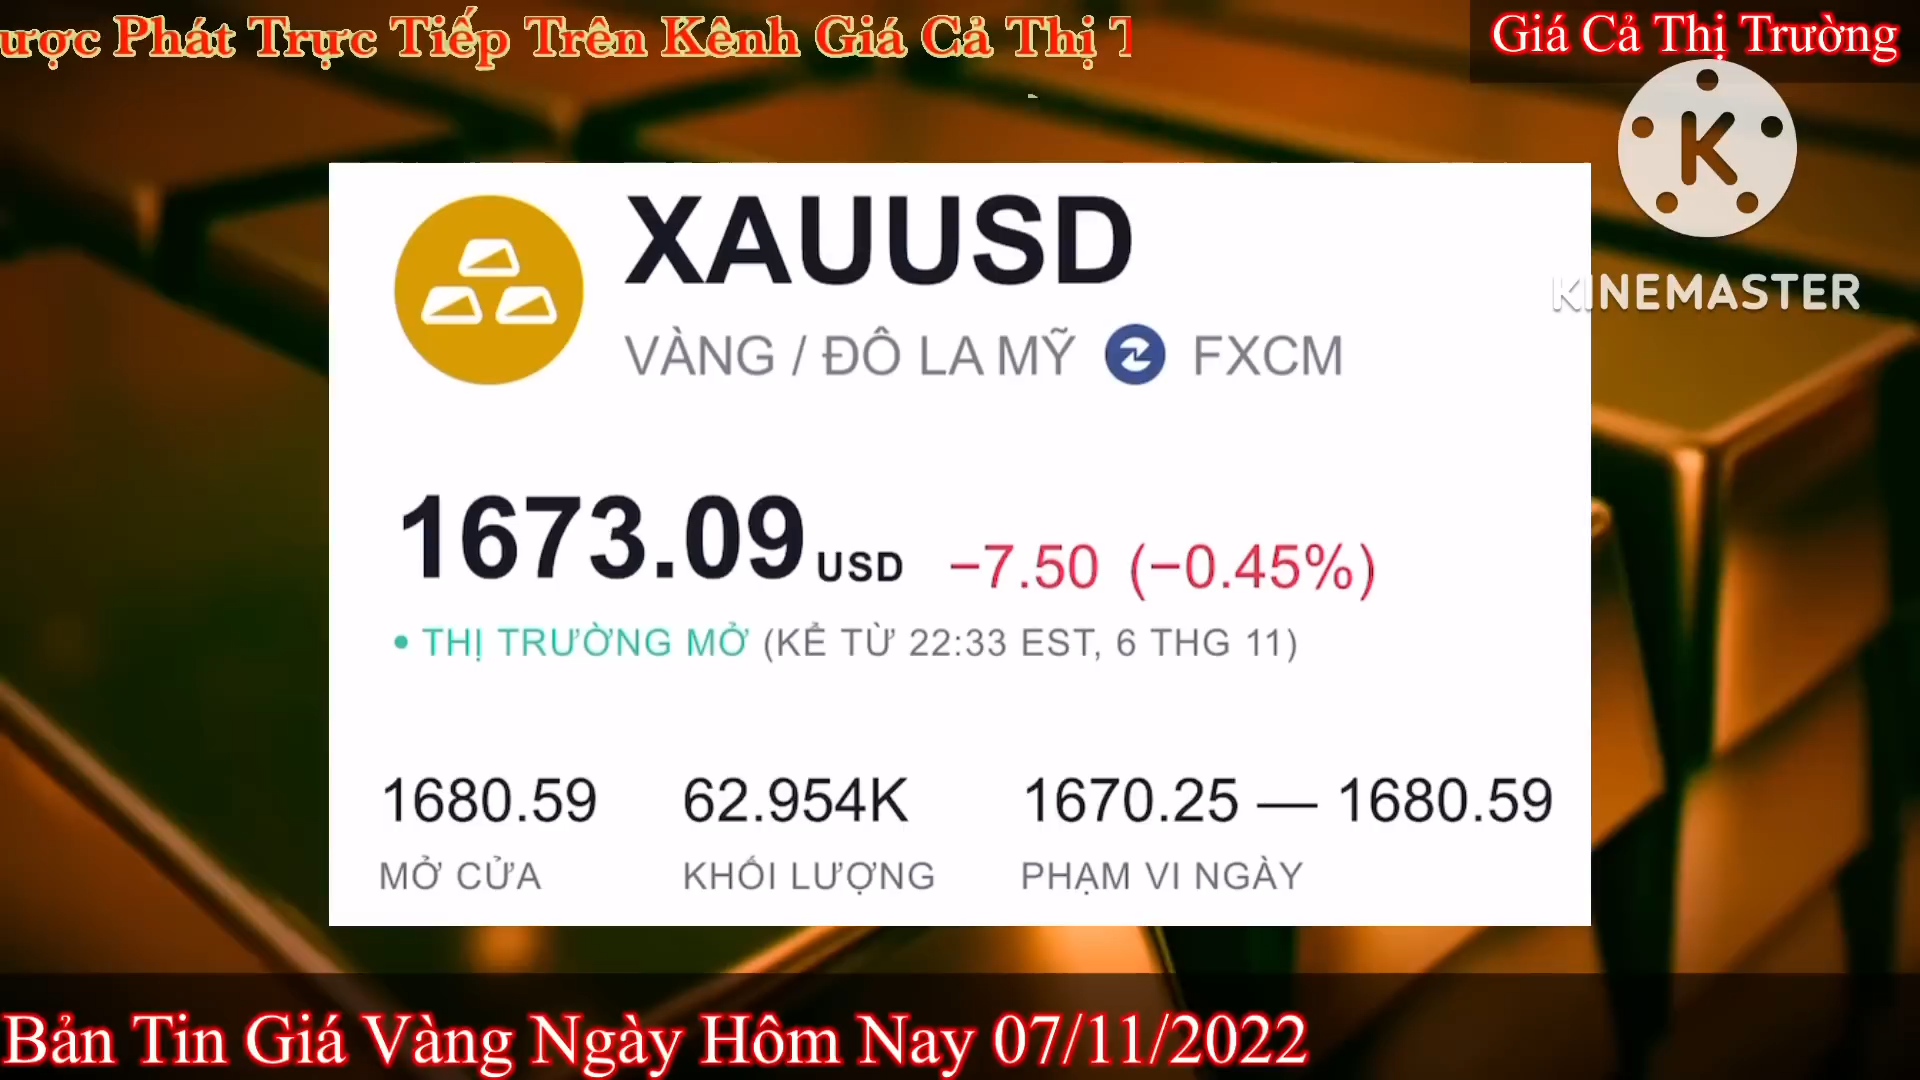 ược Phát Trực Tiếp Trên Kênh Giá Cả Thị
Giá Cả Thị Trường
K
KINEMASTER
XAUUSD
VÀNG / ĐÔ LA MỸ FXCM
1673.09 USD −7.50 (−0.45%)
• THỊ TRƯỜNG MỞ (KỂ TỪ 22:33 EST, 6 THG 11)
1680.59 62.954K 1670.25 — 1680.59
MỞ CỬA KHỐI LƯỢNG PHẠM VI NGÀY
Bản Tin Giá Vàng Ngày Hôm Nay 07/11/2022